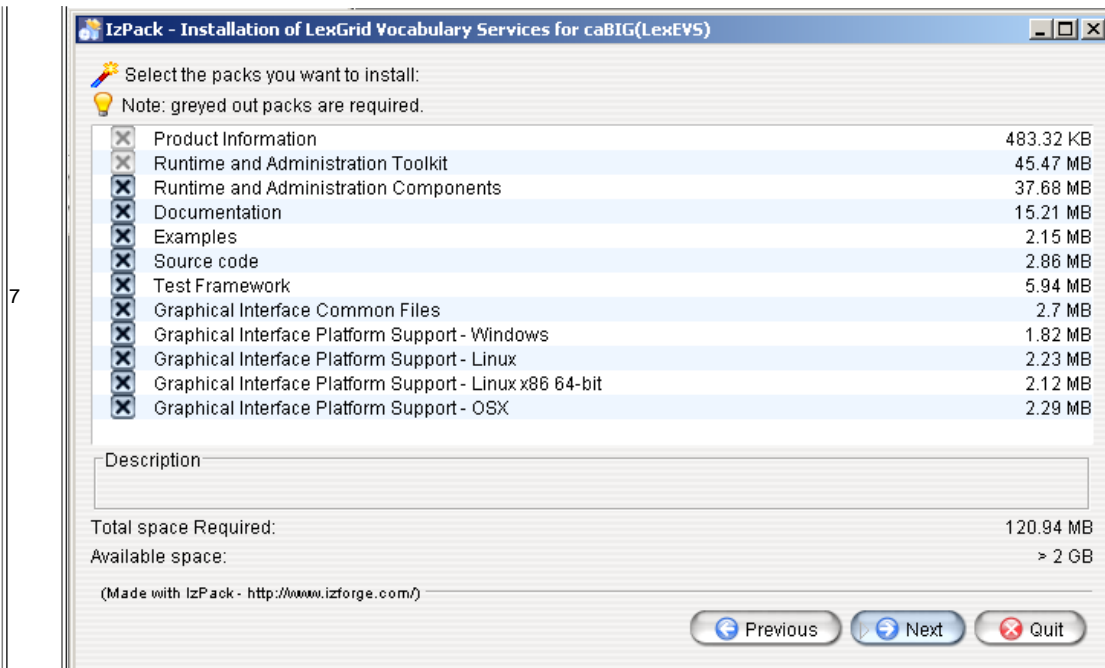 IzPack - Installation of LexGrid Vocabulary Services for caBIG(LexEVS)
Select the packs you want to install:
Note: greyed out packs are required.
Product Information 483.32 KB
Runtime and Administration Toolkit 45.47 MB
Runtime and Administration Components 37.68 MB
Documentation 15.21 MB
Examples 2.15 MB
Source code 2.86 MB
7
Test Framework 5.94 MB
Graphical Interface Common Files 2.7 MB
Graphical Interface Platform Support - Windows 1.82 MB
Graphical Interface Platform Support - Linux 2.23 MB
Graphical Interface Platform Support - Linux x86 64-bit 2.12 MB
Graphical Interface Platform Support - OSX 2.29 MB
Description
Total space Required: 120.94 MB
Available space: > 2 GB
(Made with IzPack - http://www.izforge.com/)
Previous Next Quit